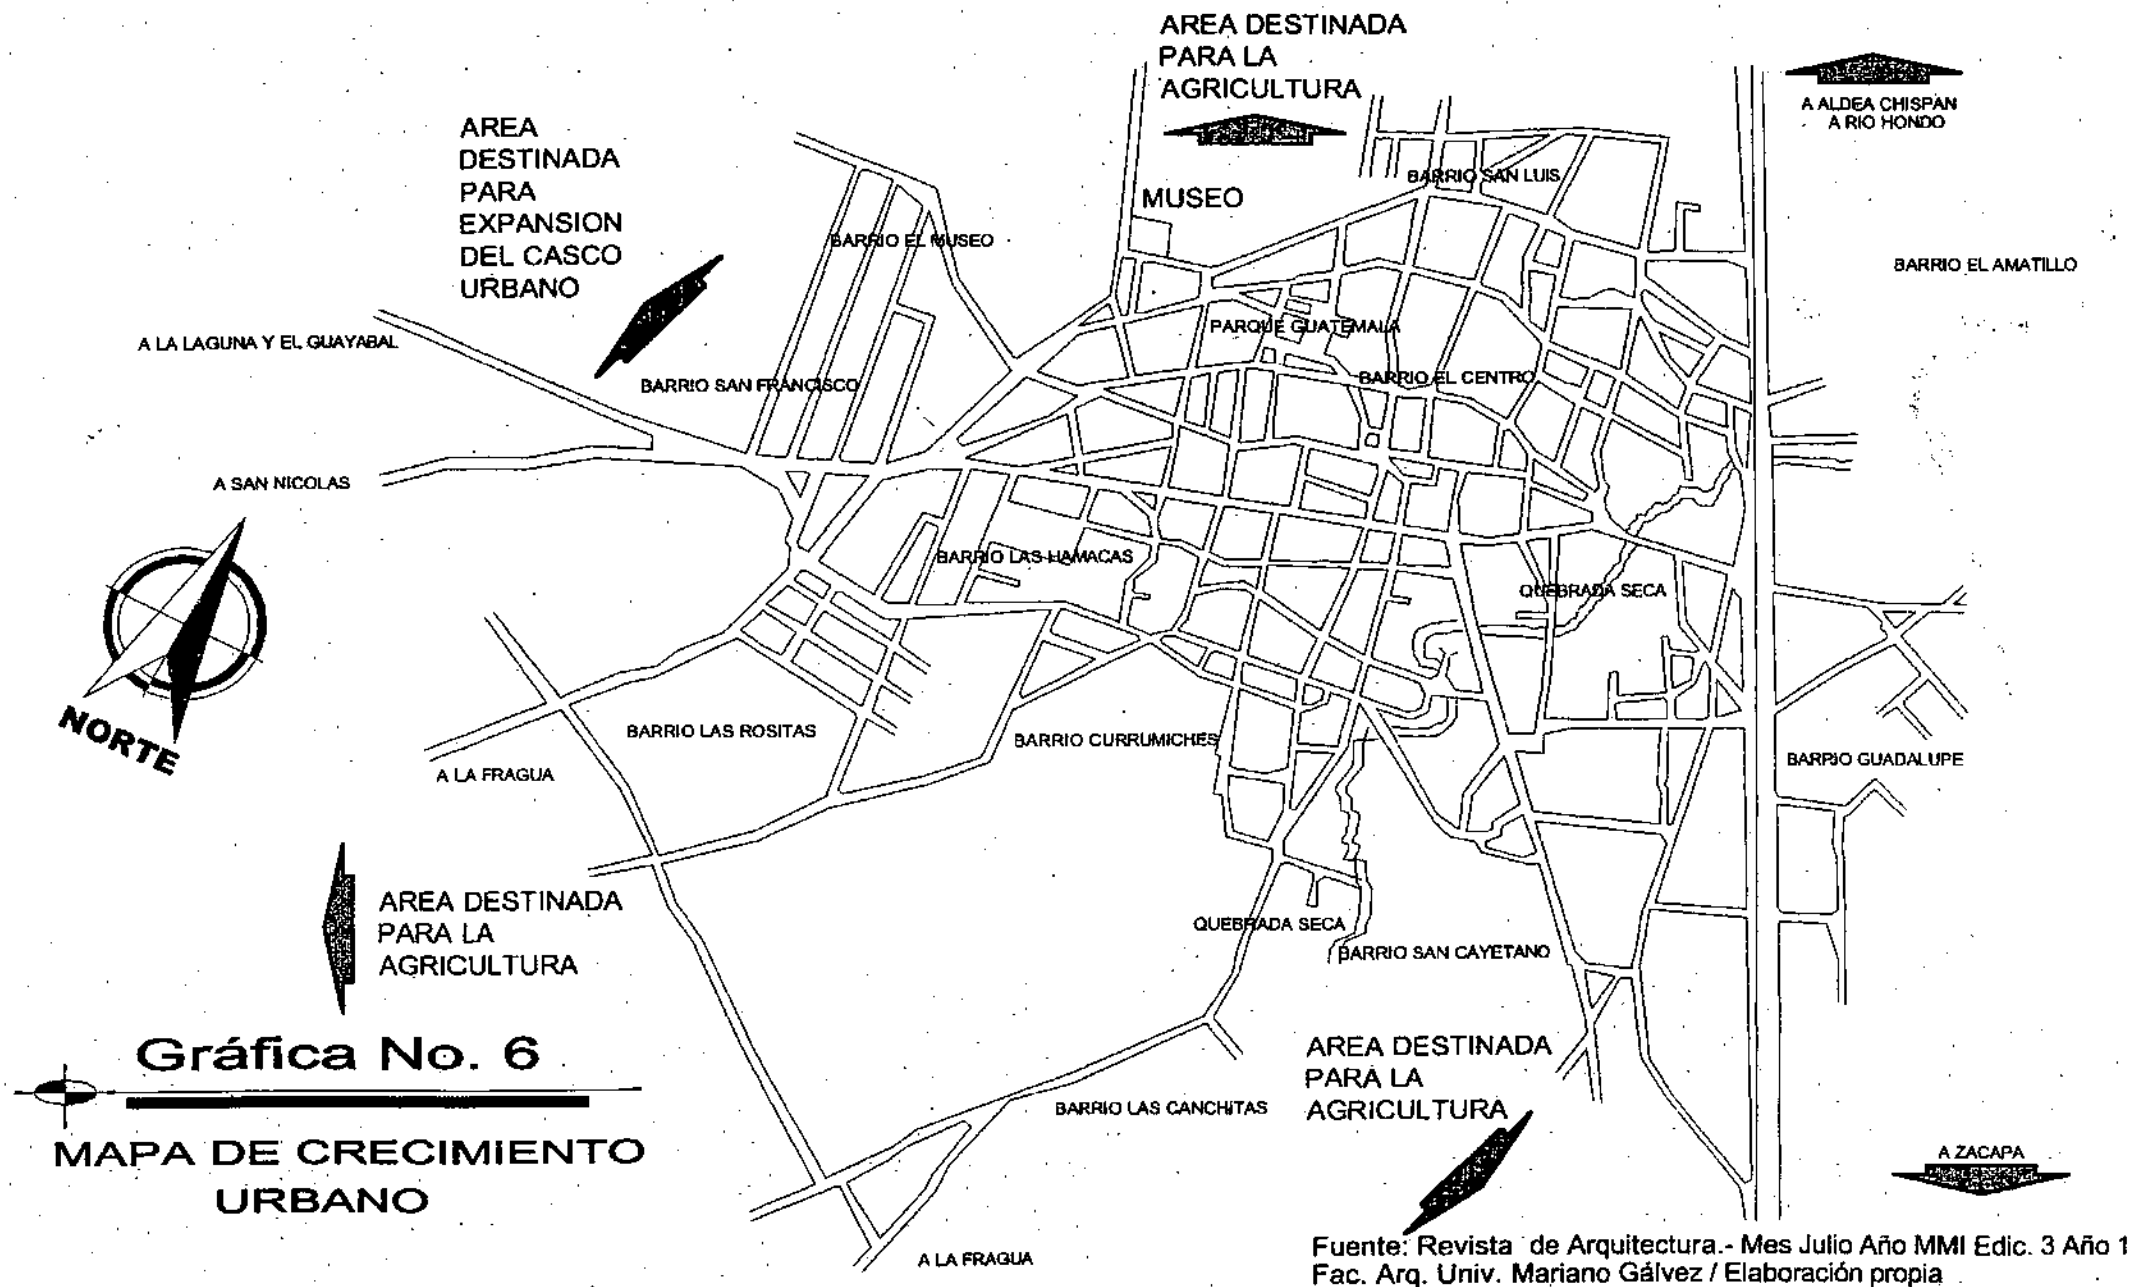 AREA DESTINADA
PARA LA
AGRICULTURA
A ALDEA CHISPAN
A RIO HONDO
AREA
DESTINADA
PARA
EXPANSION
DEL CASCO
URBANO
BARRIO SAN LUIS
MUSEO
BARRIO EL MUSEO
BARRIO EL AMATILLO
PARQUE GUATEMALA
A LA LAGUNA Y EL GUAYABAL
BARRIO SAN FRANCISCO
BARRIO EL CENTRO
A SAN NICOLAS
BARRIO LAS HAMACAS
QUEBRADA SECA
NORTE
BARRIO LAS ROSITAS
BARRIO CURRUMICHES
BARRIO GUADALUPE
A LA FRAGUA
AREA DESTINADA
PARA LA
AGRICULTURA
QUEBRADA SECA
BARRIO SAN CAYETANO
Gráfica No. 6
AREA DESTINADA
PARA LA
AGRICULTURA
BARRIO LAS CANCHITAS
MAPA DE CRECIMIENTO
URBANO
A ZACAPA
A LA FRAGUA
Fuente: Revista de Arquitectura.- Mes Julio Año MMI Edic. 3 Año 1
Fac. Arq. Univ. Mariano Gálvez / Elaboración propia